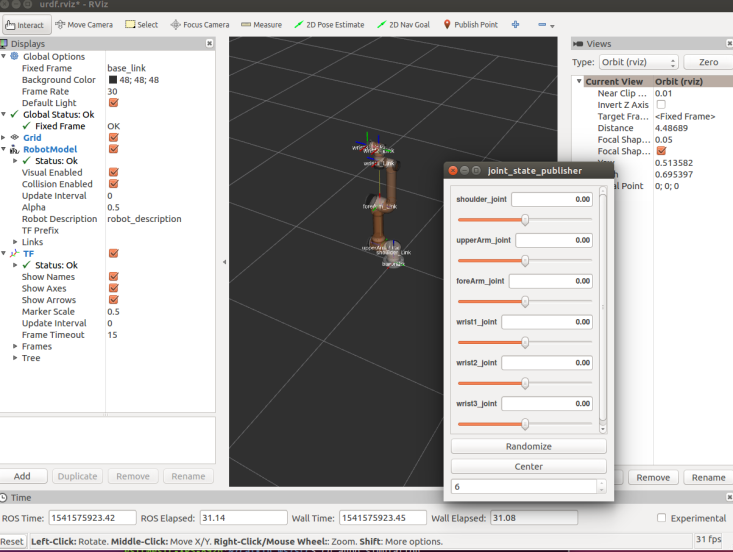 urdf.rviz* - RViz
Interact Move Camera Select Focus Camera Measure 2D Pose Estimate 2D Nav Goal Publish Point
Displays
Global Options
Fixed Frame base_link
Background Color 48; 48; 48
Frame Rate 30
Default Light
Global Status: Ok
Fixed Frame OK
Grid
RobotModel
Status: Ok
Visual Enabled
Collision Enabled
Update Interval 0
Alpha 0.5
Robot Description robot_description
TF Prefix
Links
TF
Status: Ok
Show Names
Show Axes
Show Arrows
Marker Scale 0.5
Update Interval 0
Frame Timeout 15
Frames
Tree
Add Duplicate Remove Rename
foreArm_Link
shoulder_Link
Views
Type: Orbit (rviz) Zero
Current View Orbit (rviz)
Near Clip ... 0.01
Invert Z Axis
Target Fra... <Fixed Frame>
Distance 4.48689
Focal Shap... 0.05
Focal Shap...
0.513582
0.695397
al Point 0; 0; 0
Remove Rename
joint_state_publisher
shoulder_joint 0.00
upperArm_joint 0.00
foreArm_joint 0.00
wrist1_joint 0.00
wrist2_joint 0.00
wrist3_joint 0.00
Randomize
Center
6
Time
ROS Time: 1541575923.42 ROS Elapsed: 31.14 Wall Time: 1541575923.45 Wall Elapsed: 31.08 Experimental
Reset Left-Click: Rotate. Middle-Click: Move X/Y. Right-Click/Mouse Wheel:: Zoom. Shift: More options. 31 fps